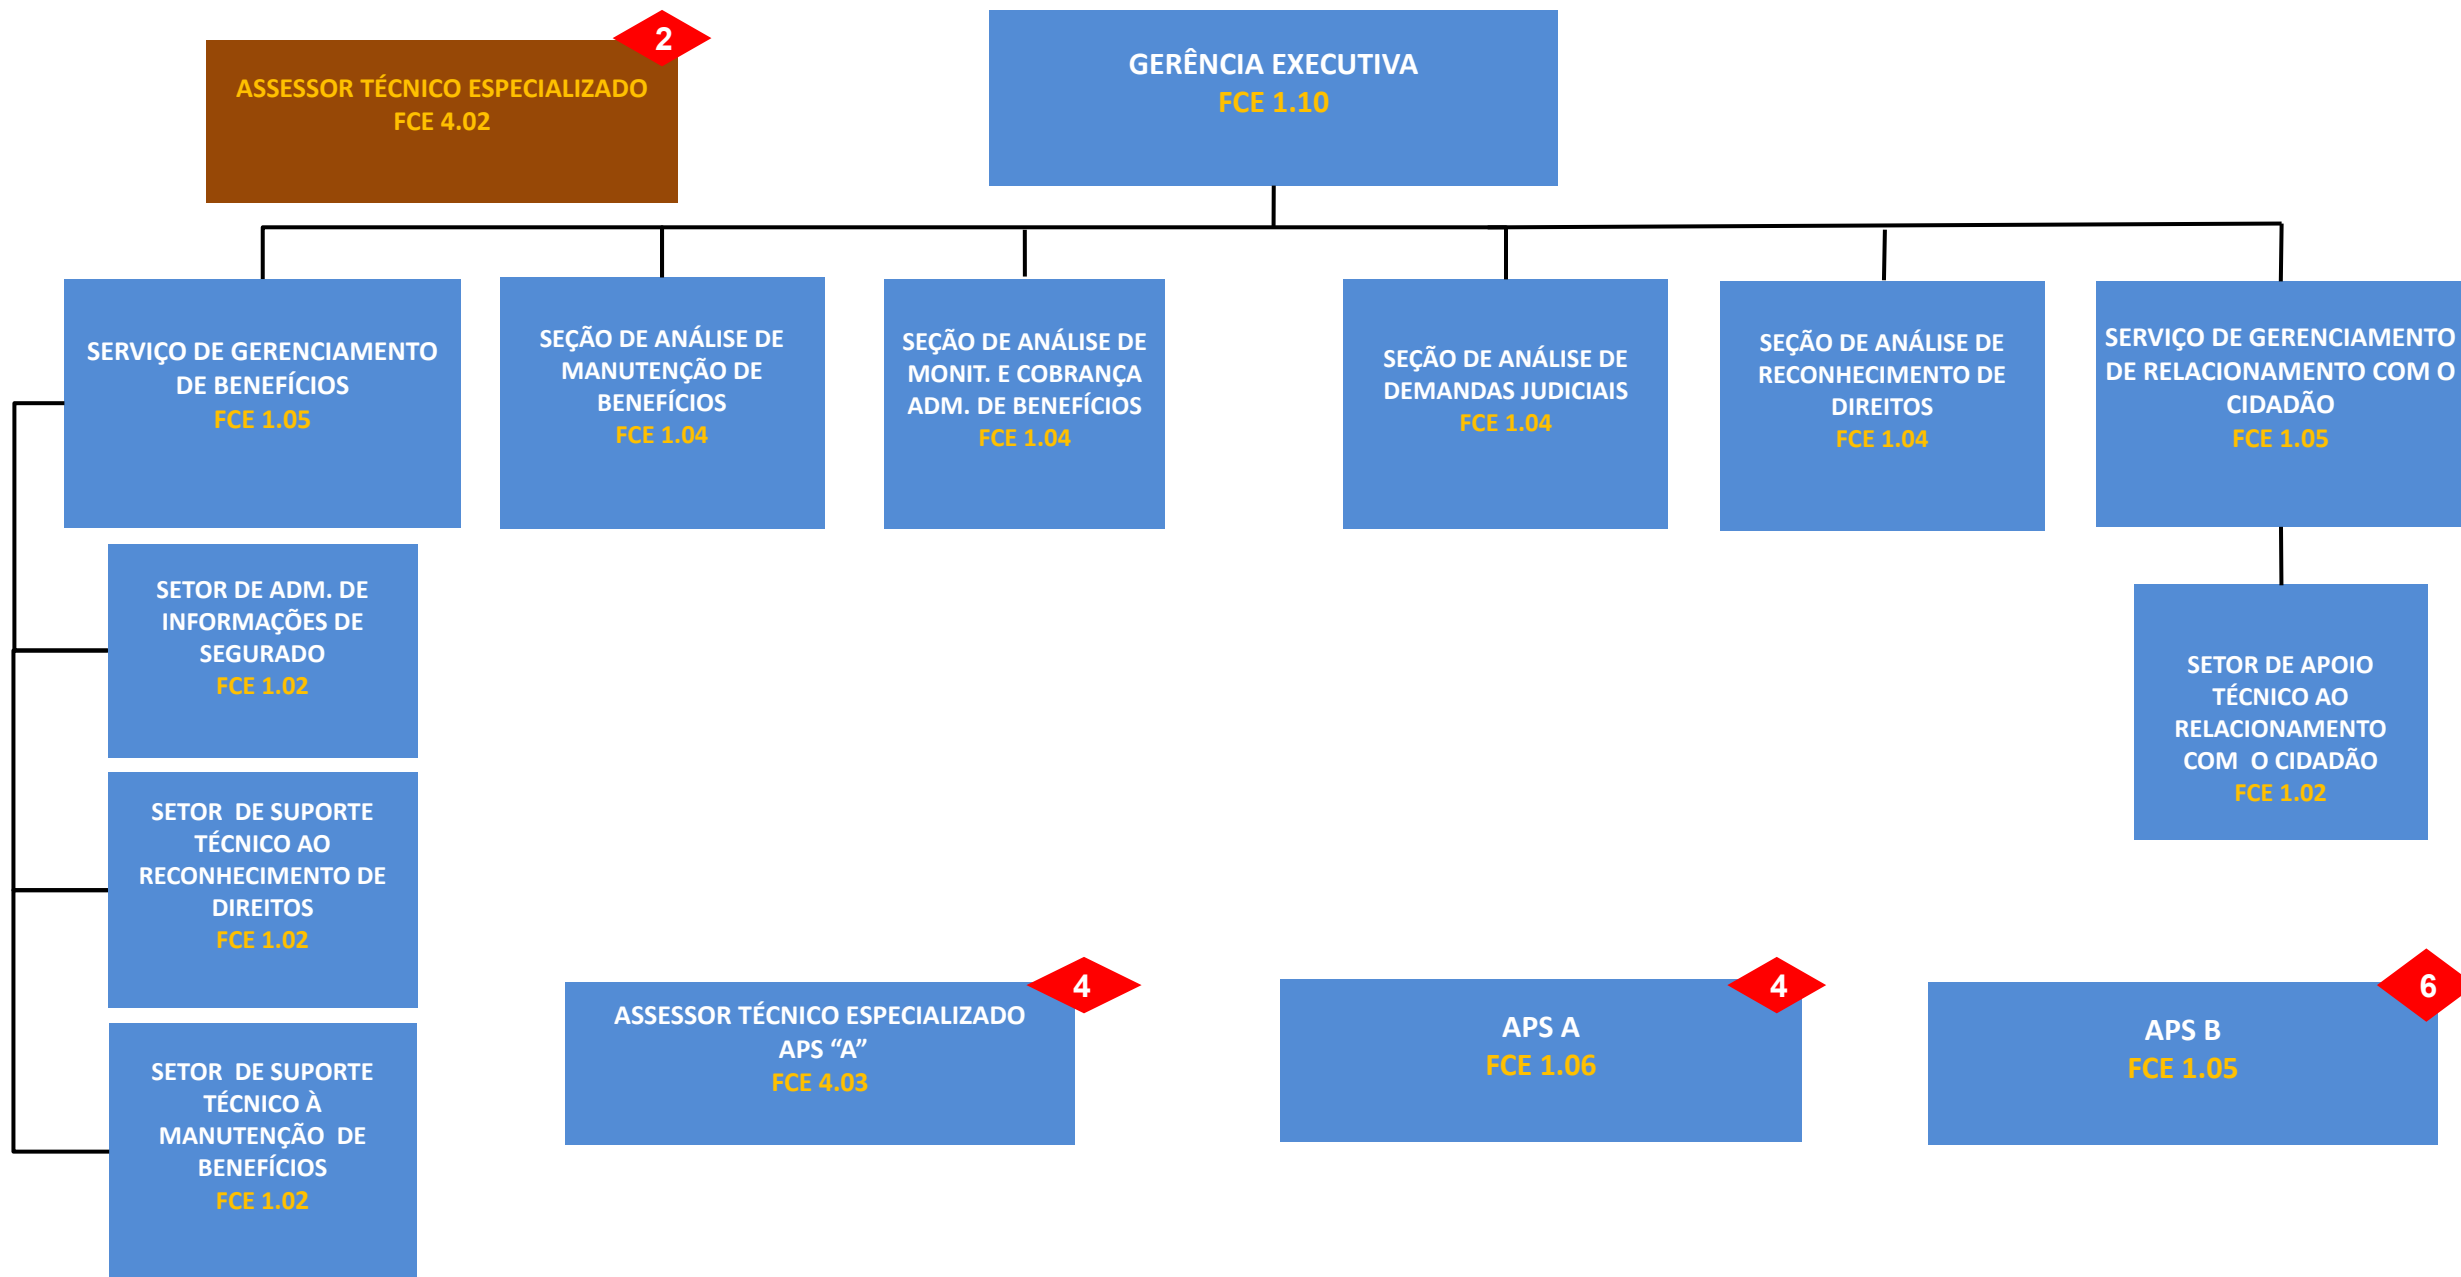 2
ASSESSOR TÉCNICO ESPECIALIZADO
FCE 4.02
GERÊNCIA EXECUTIVA
FCE 1.10
SERVIÇO DE GERENCIAMENTO
DE BENEFÍCIOS
FCE 1.05
SEÇÃO DE ANÁLISE DE
MANUTENÇÃO DE
BENEFÍCIOS
FCE 1.04
SEÇÃO DE ANÁLISE DE
MONIT. E COBRANÇA
ADM. DE BENEFÍCIOS
FCE 1.04
SEÇÃO DE ANÁLISE DE
DEMANDAS JUDICIAIS
FCE 1.04
SEÇÃO DE ANÁLISE DE
RECONHECIMENTO DE
DIREITOS
FCE 1.04
SERVIÇO DE GERENCIAMENTO
DE RELACIONAMENTO COM O
CIDADÃO
FCE 1.05
SETOR DE ADM. DE
INFORMAÇÕES DE
SEGURADO
FCE 1.02
SETOR DE APOIO
TÉCNICO AO
RELACIONAMENTO
COM O CIDADÃO
FCE 1.02
SETOR DE SUPORTE
TÉCNICO AO
RECONHECIMENTO DE
DIREITOS
FCE 1.02
SETOR DE SUPORTE
TÉCNICO À
MANUTENÇÃO DE
BENEFÍCIOS
FCE 1.02
4
ASSESSOR TÉCNICO ESPECIALIZADO
APS “A”
FCE 4.03
4
APS A
FCE 1.06
6
APS B
FCE 1.05